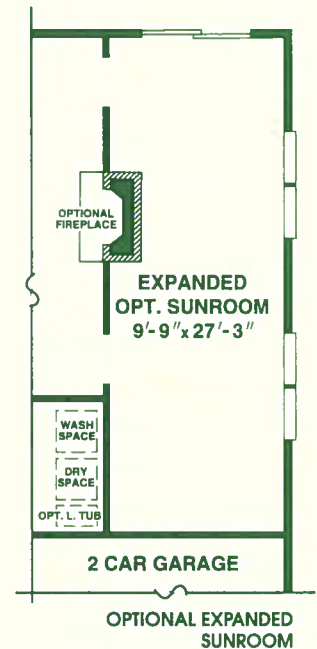 OPTIONAL
FIREPLACE
EXPANDED
OPT. SUNROOM
9'-9"x 27'-3"
WASH
SPACE
DRY
SPACE
OPT. L. TUB
2 CAR GARAGE
OPTIONAL EXPANDED
SUNROOM